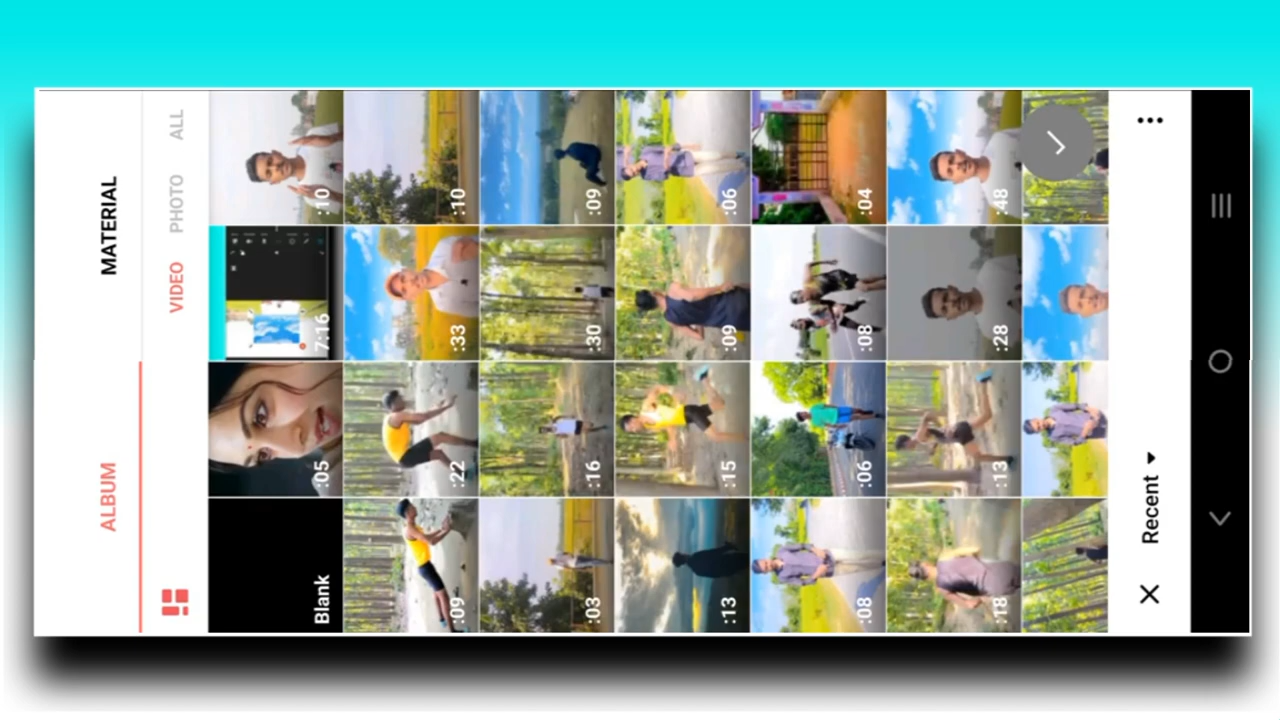 ALBUM MATERIAL
VIDEO PHOTO ALL
Blank :05 7:16 :10
:09 :22 :33 :10
:03 :16 :30 :09
:13 :15 :09 :06
:08 :06 :08 :04
:18 :13 :28 :48
Recent